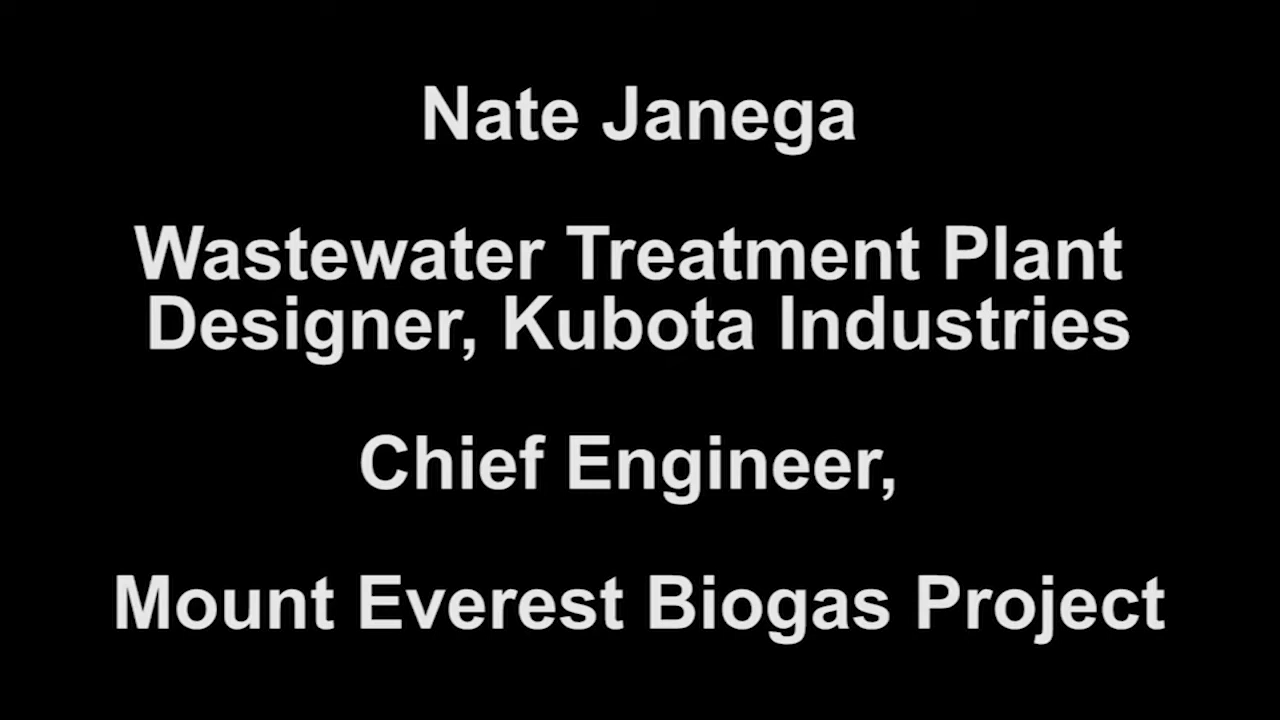 Nate Janega
Wastewater Treatment Plant
Designer, Kubota Industries
Chief Engineer,
Mount Everest Biogas Project